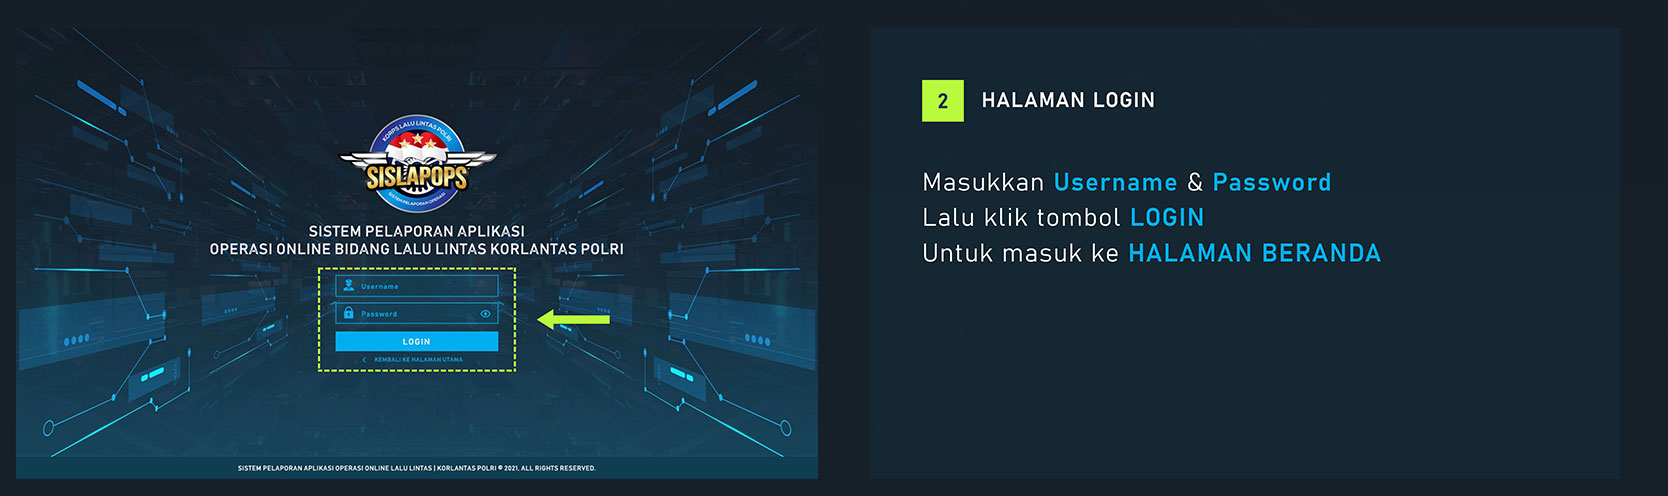 KORPS LALU LINTAS POLRI
SISLAPOPS
SISTEM PELAPORAN OPERASI
SISTEM PELAPORAN APLIKASI
OPERASI ONLINE BIDANG LALU LINTAS KORLANTAS POLRI
Username
Password
LOGIN
KEMBALI KE HALAMAN UTAMA
SISTEM PELAPORAN APLIKASI OPERASI ONLINE LALU LINTAS | KORLANTAS POLRI © 2021, ALL RIGHTS RESERVED.
2 HALAMAN LOGIN
Masukkan Username & Password
Lalu klik tombol LOGIN
Untuk masuk ke HALAMAN BERANDA